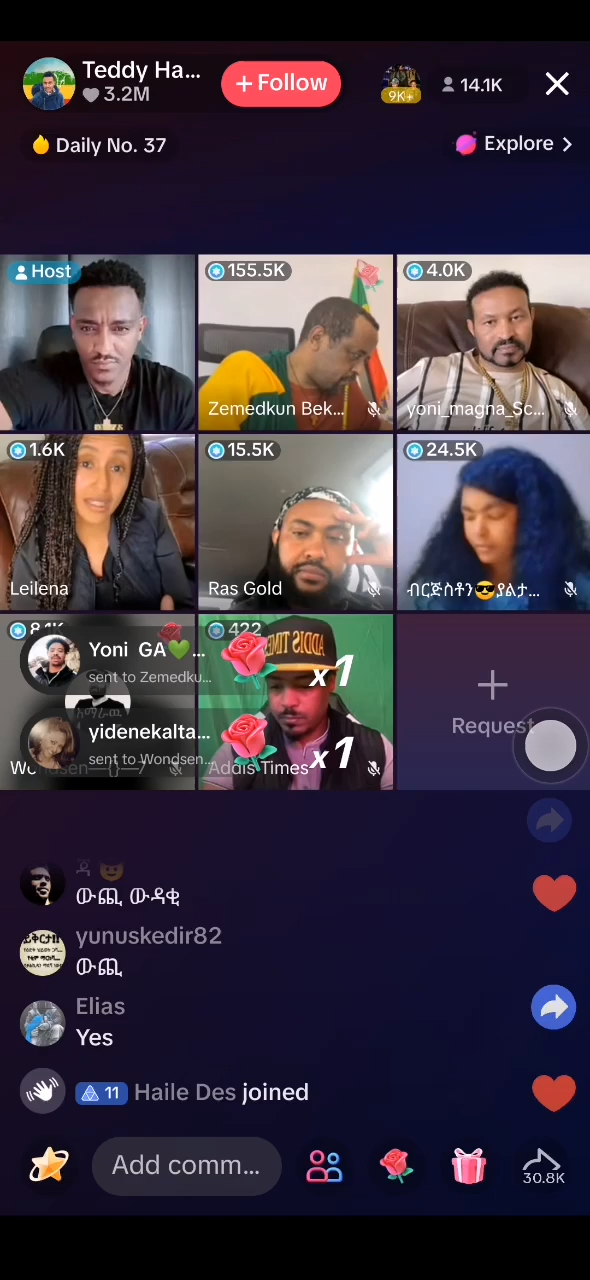 Teddy Ha...
3.2M
+ Follow
9K+
14.1K
Daily No. 37
Explore >
Host
155.5K
Zemedkun Bek...
4.0K
yoni_magna_Sc...
1.6K
Leilena
15.5K
Ras Gold
24.5K
ብርጅስቶን😎ያልታ...
Yoni GA💚...
sent to Zemedku...
x1
422
ADDIS TIMES
yidenekalta...
sent to Wondsen...
x1
Addis Times
Request
ውጪ ውዳቂ
yunuskedir82
ውጪ
Elias
Yes
11 Haile Des joined
Add comm...
30.8K